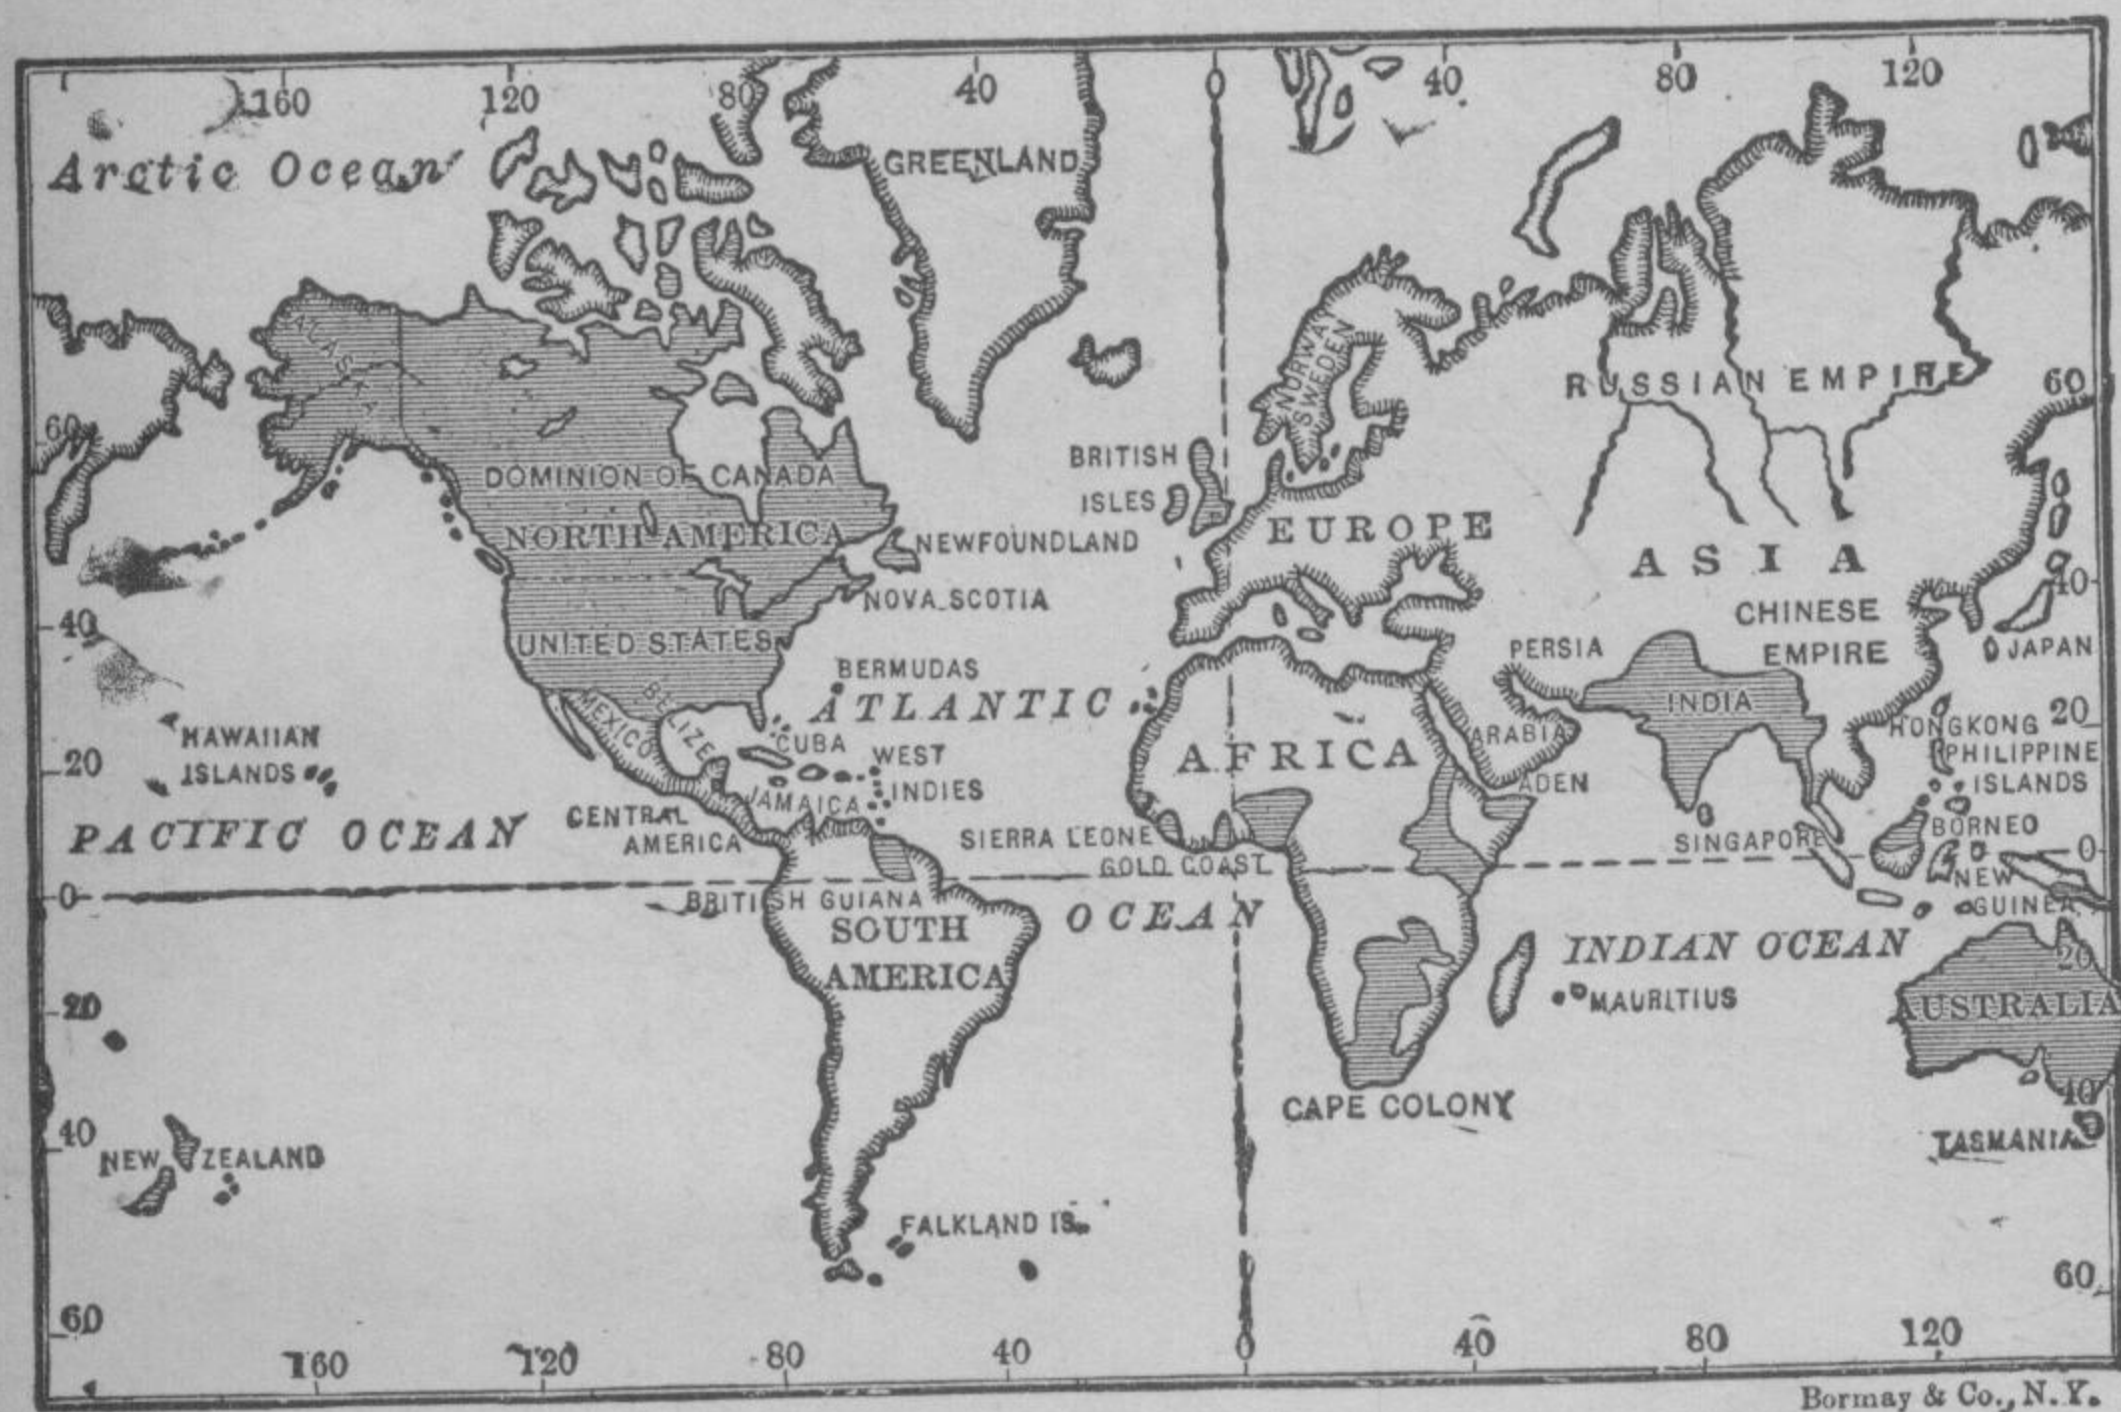 160 120 80 40 0 40 80 120
Arctic Ocean
GREENLAND
ALASKA
NORWAY
SWEDEN
RUSSIAN EMPIRE
60
60
DOMINION OF CANADA
BRITISH
ISLES
NORTH AMERICA
NEWFOUNDLAND
EUROPE
ASIA
NOVA SCOTIA
40
40
CHINESE
EMPIRE
UNITED STATES
PERSIA
JAPAN
BERMUDAS
ATLANTIC
MEXICO
BELIZE
INDIA
HAWAIIAN
ISLANDS
CUBA
WEST
INDIES
AFRICA
ARABIA
HONGKONG
20
20
PHILIPPINE
ISLANDS
JAMAICA
ADEN
PACIFIC OCEAN
CENTRAL
AMERICA
SIERRA LEONE
GOLD COAST
SINGAPORE
BORNEO
0
0
BRITISH GUIANA
NEW
GUINEA
SOUTH
AMERICA
OCEAN
INDIAN OCEAN
20
20
MAURITIUS
AUSTRALIA
CAPE COLONY
40
40
NEW ZEALAND
TASMANIA
FALKLAND IS.
60
60
160 120 80 40 0 40 80 120
Bormay & Co., N.Y.